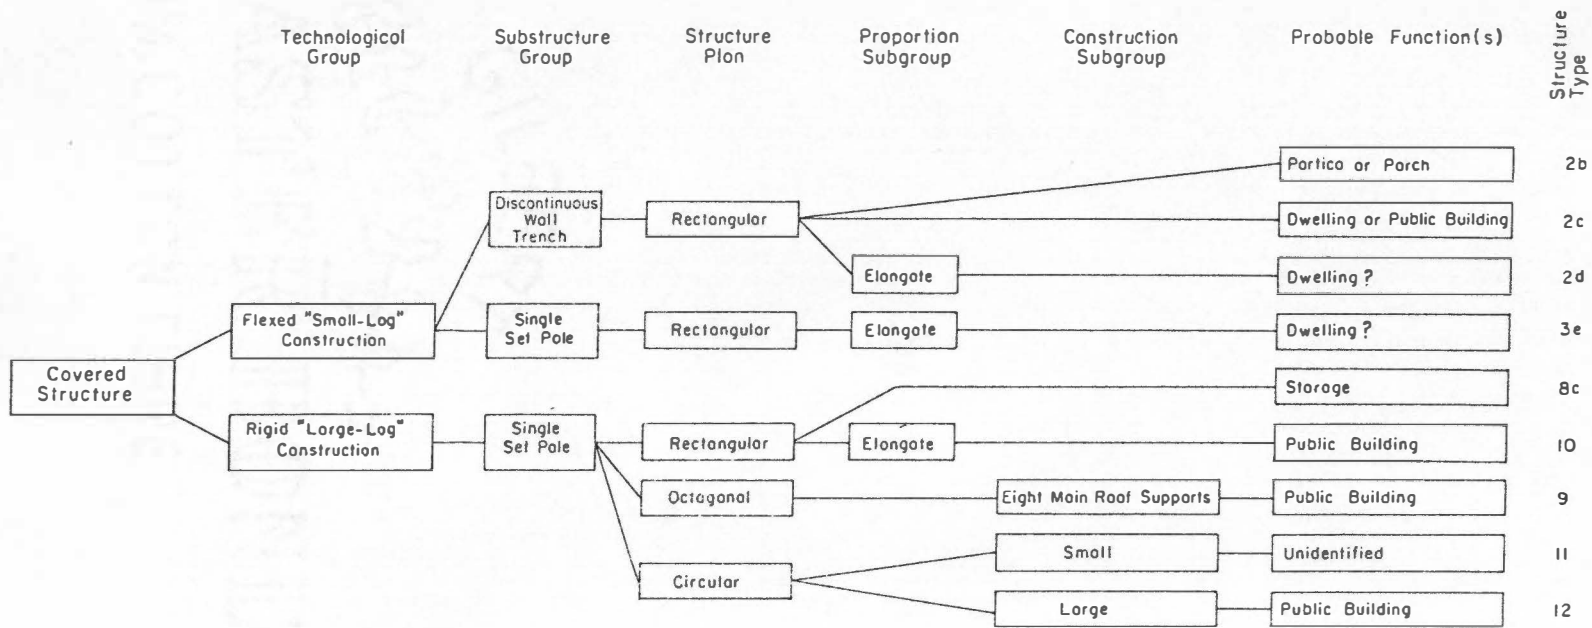 Technological
Group
Substructure
Group
Structure
Plan
Proportion
Subgroup
Construction
Subgroup
Probable Function(s)
Structure
Type
Portico or Porch
2b
Discontinuous
Wall
Trench
Rectangular
Dwelling or Public Building
2c
Elongate
Dwelling?
2d
Flexed "Small-Log"
Construction
Single
Set Pole
Rectangular
Elongate
Dwelling?
3e
Covered
Structure
Storage
8c
Rigid "Large-Log"
Construction
Single
Set Pole
Rectangular
Elongate
Public Building
10
Octagonal
Eight Main Roof Supports
Public Building
9
Small
Unidentified
11
Circular
Large
Public Building
12